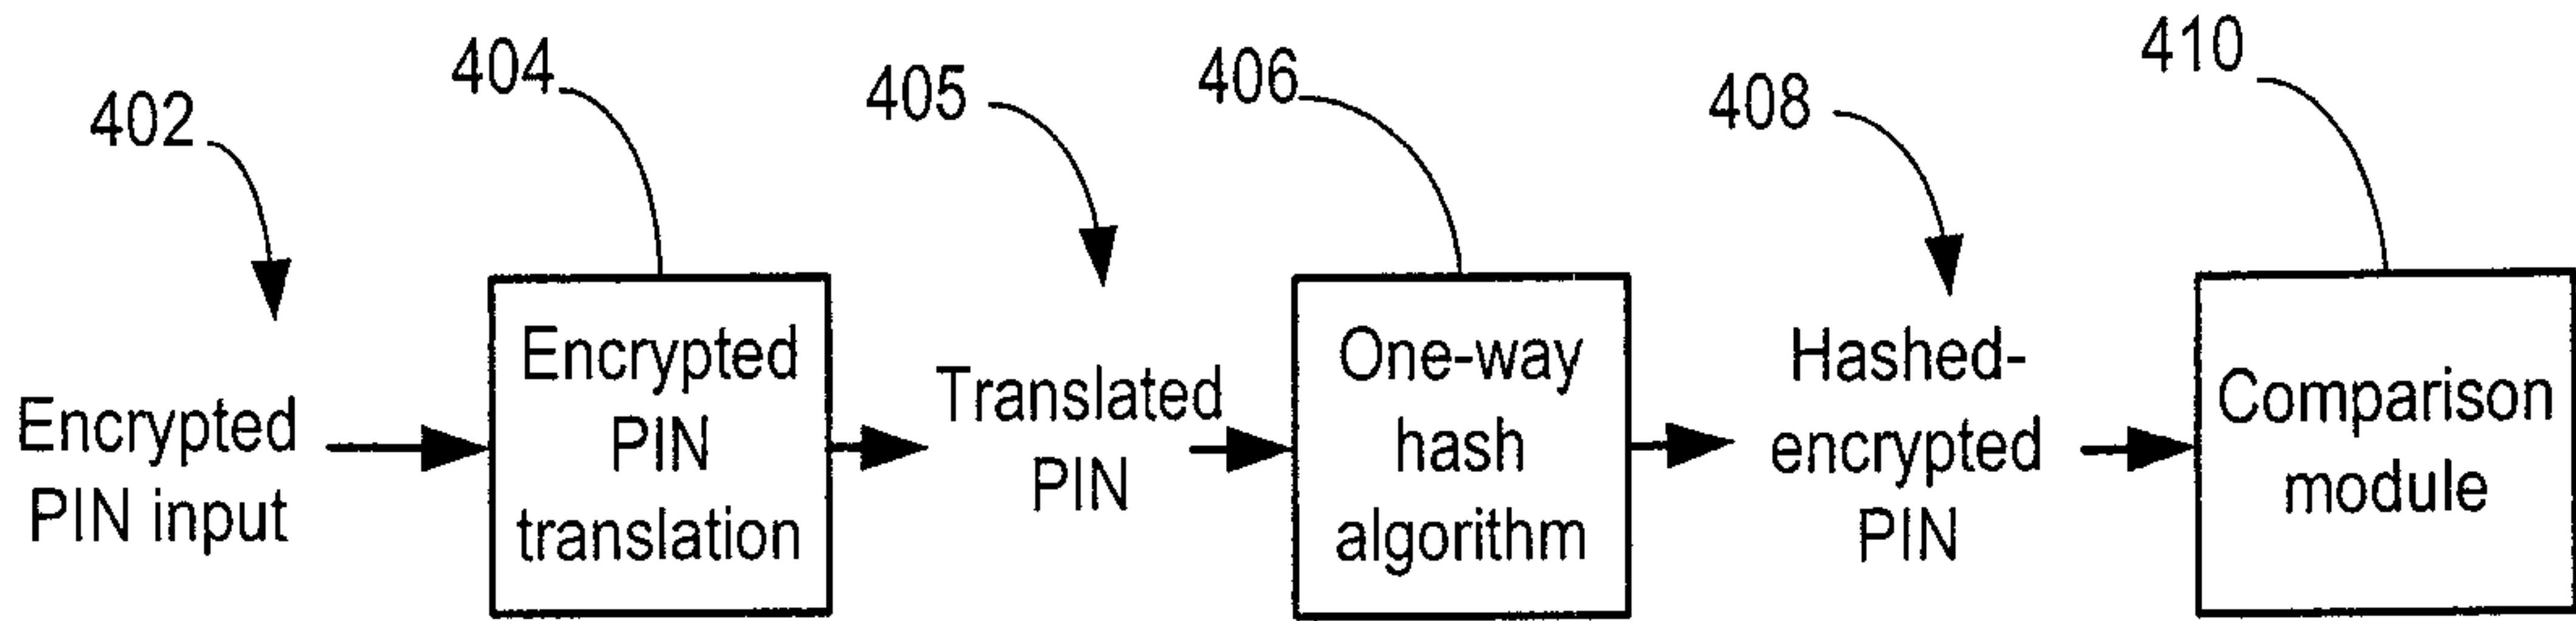 402
404
405
406
408
410
Encrypted
PIN input
Encrypted
PIN
translation
Translated
PIN
One-way
hash
algorithm
Hashed-
encrypted
PIN
Comparison
module